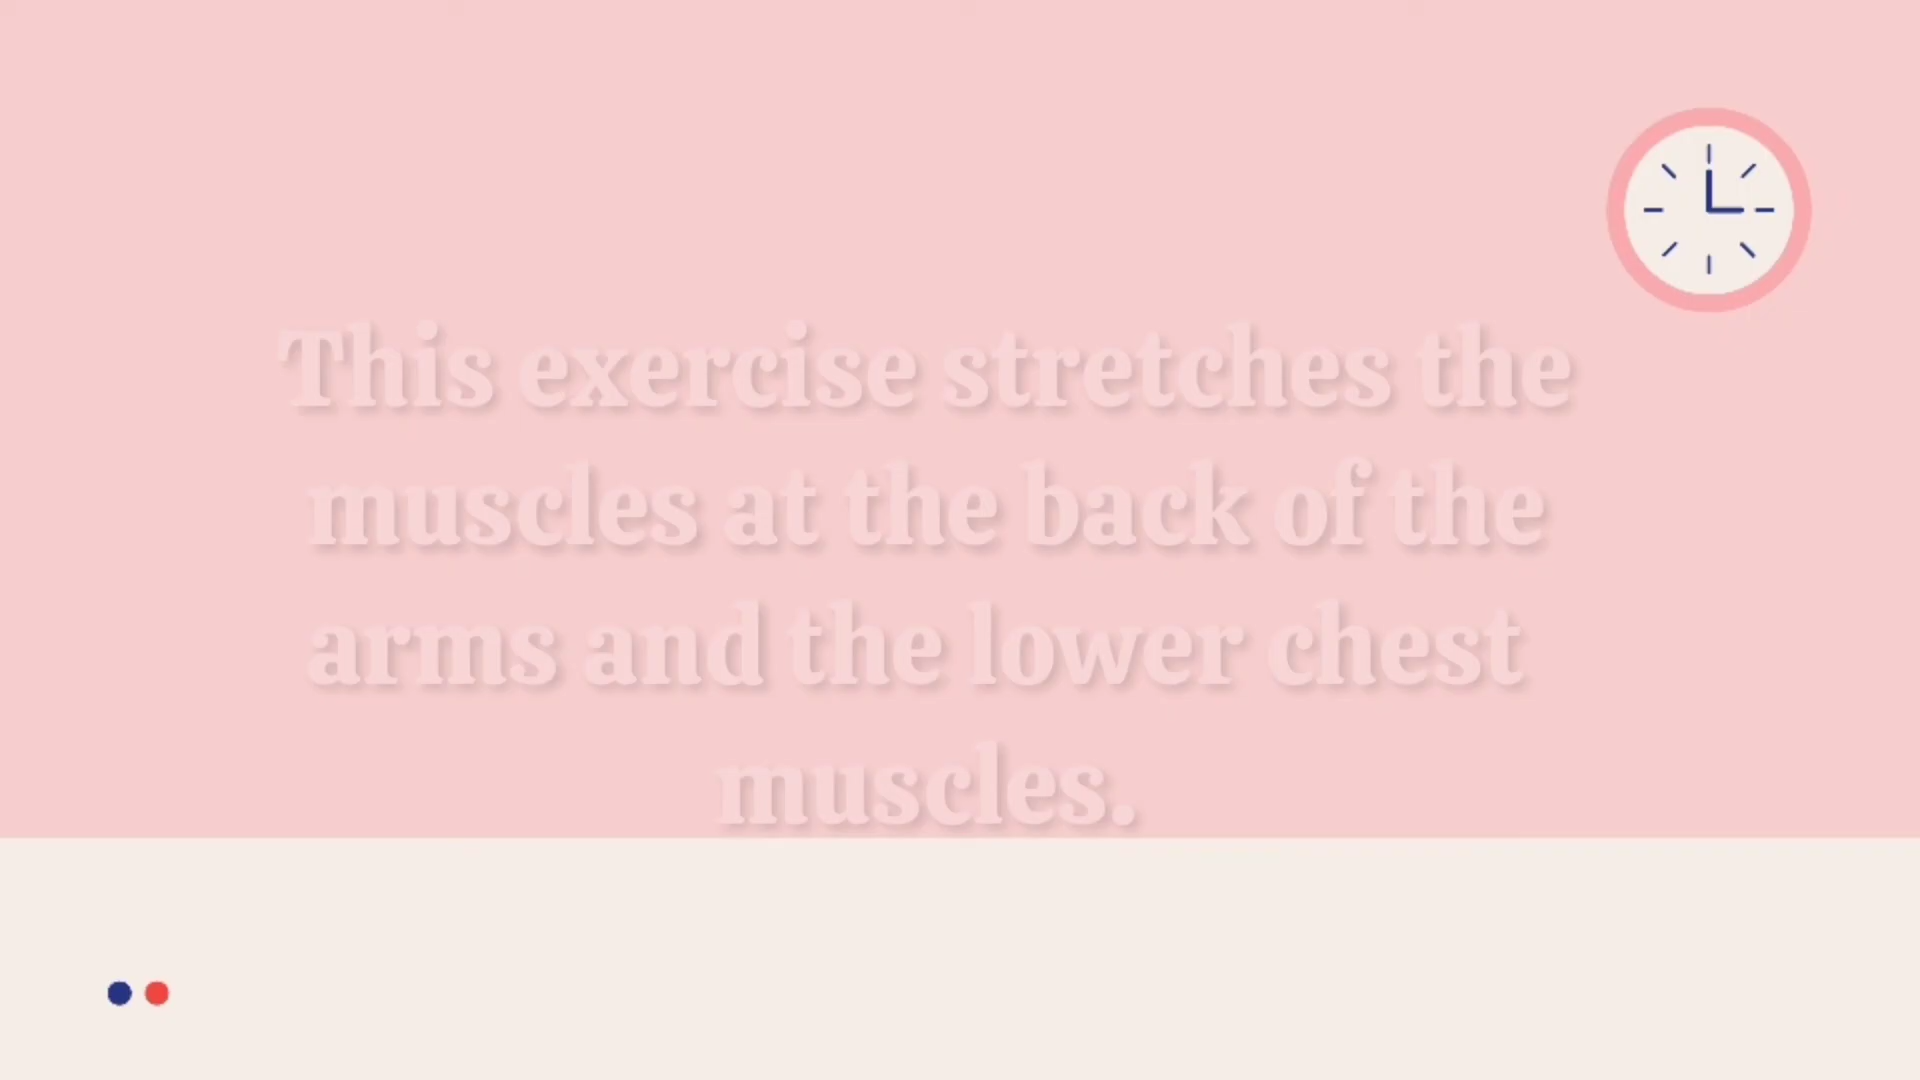 This exercise stretches the
muscles at the back of the
arms and the lower chest
muscles.